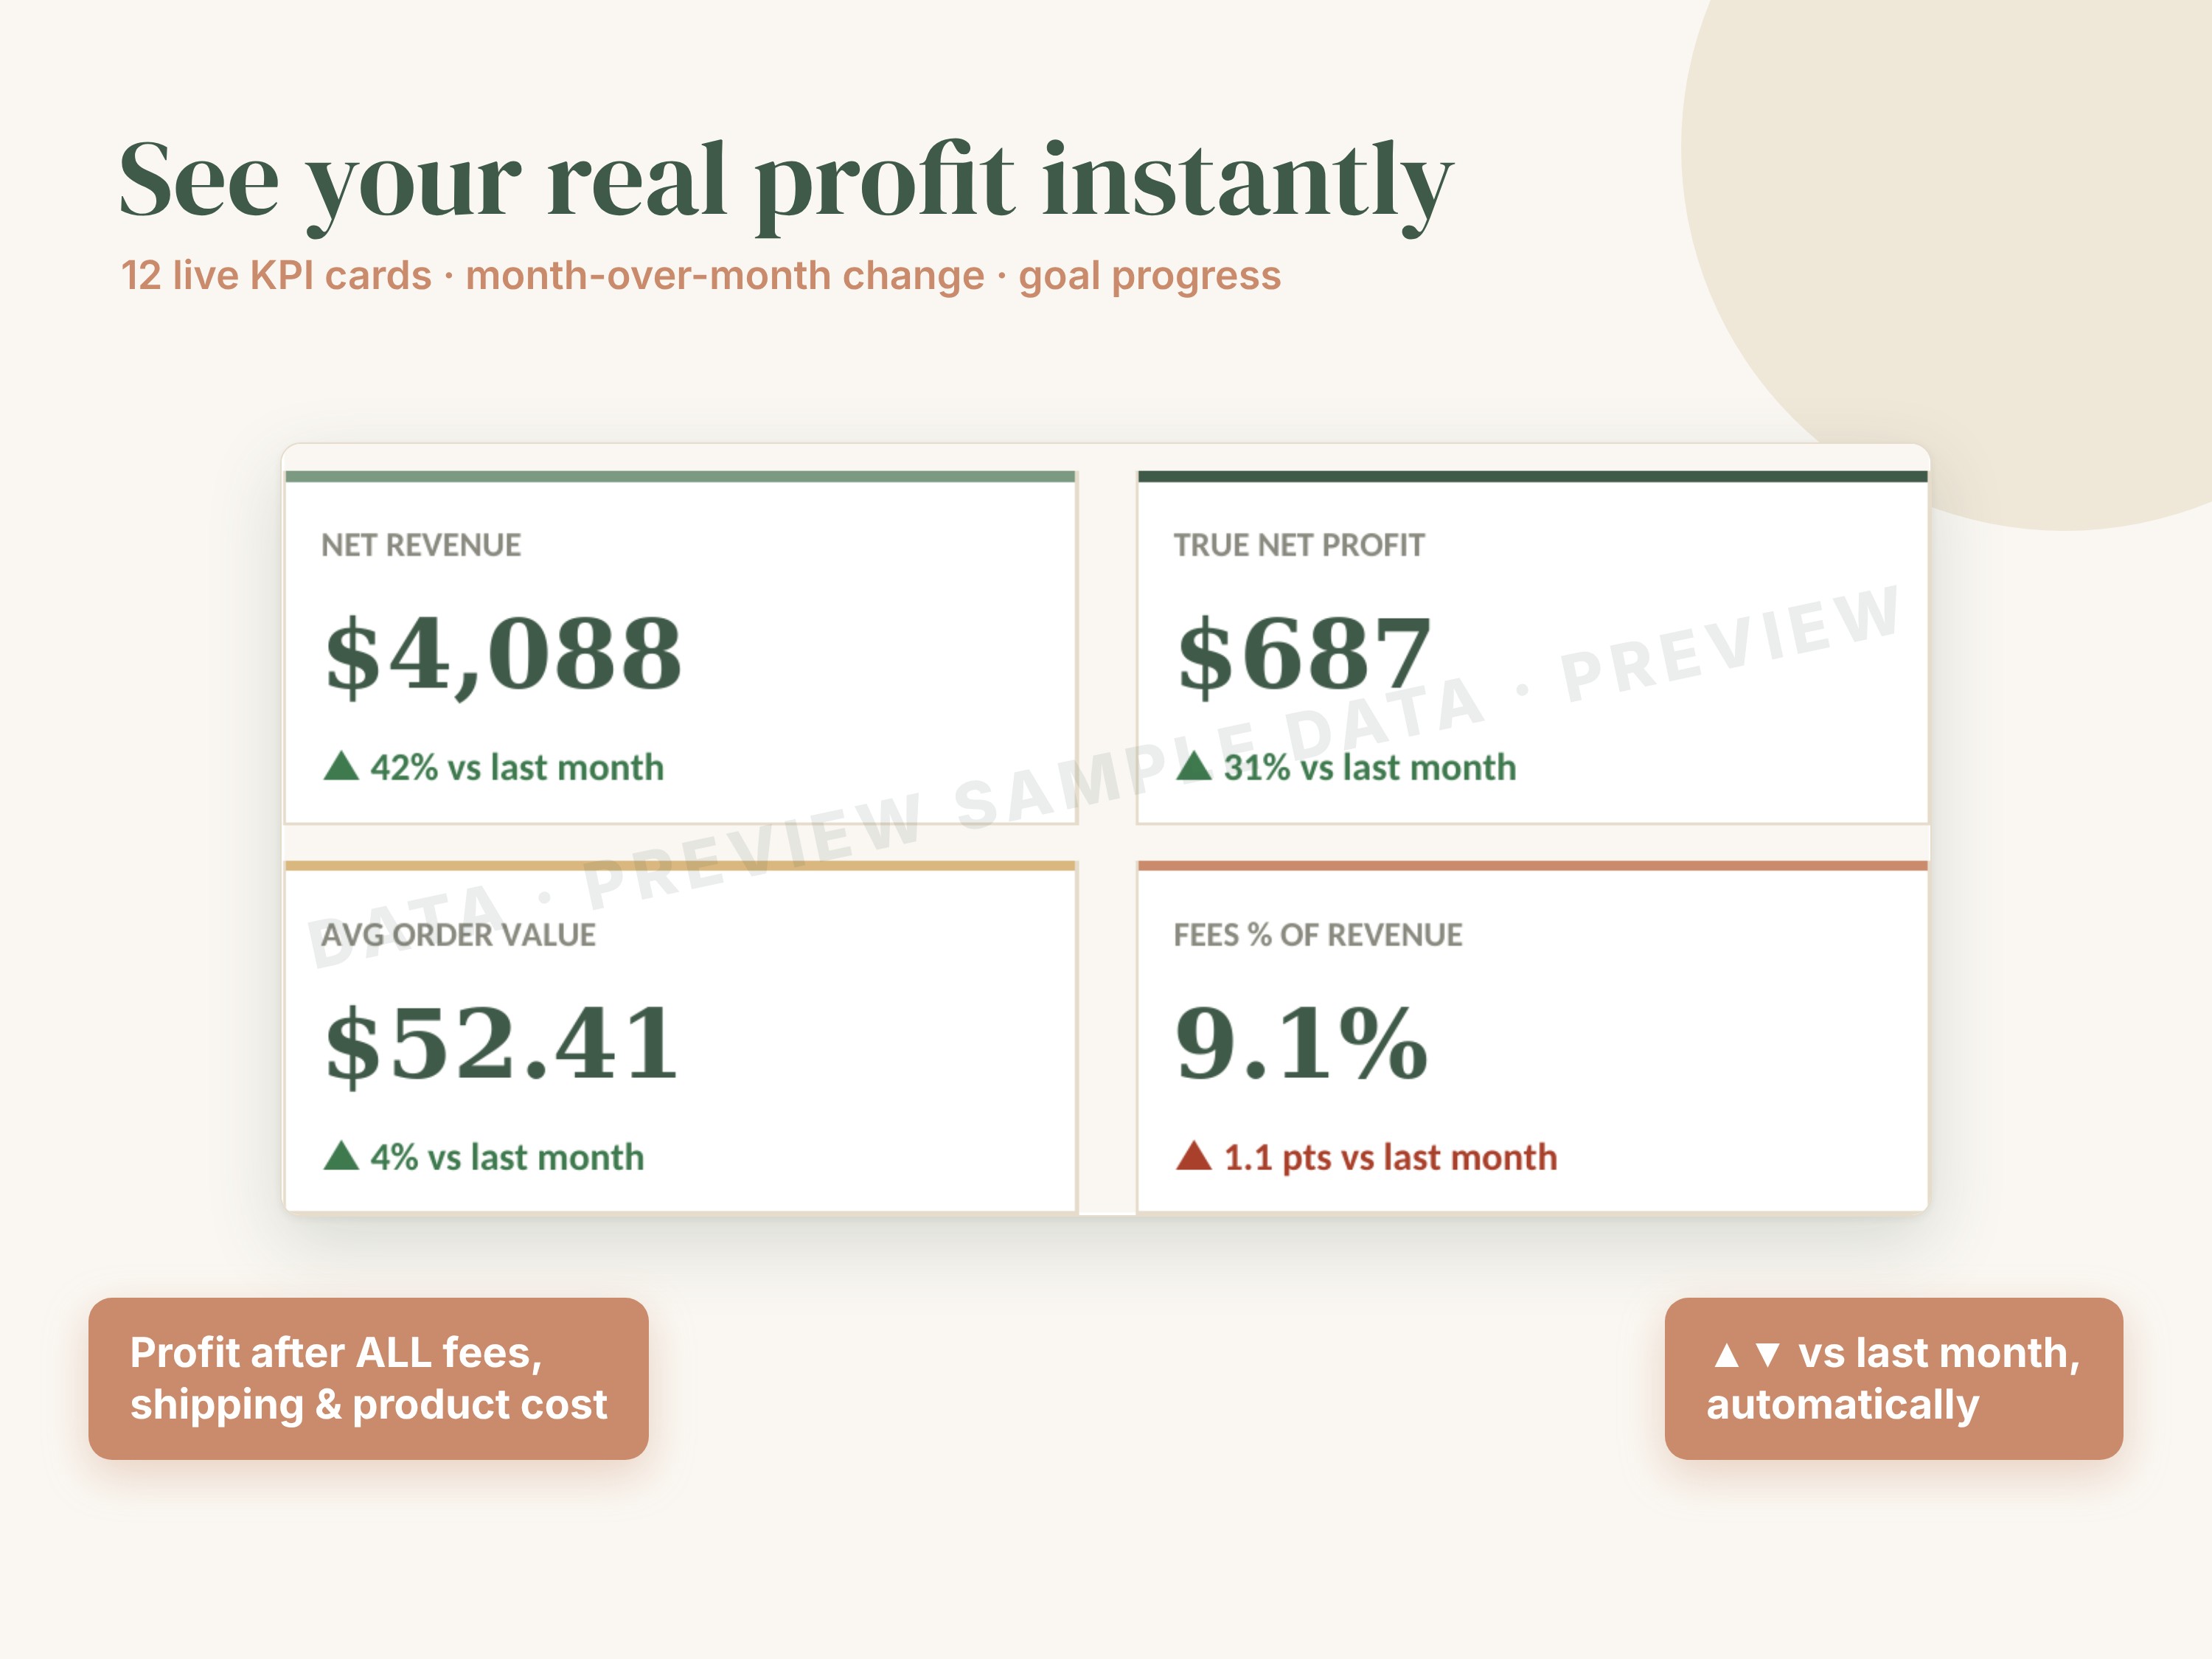 See your real profit instantly
12 live KPI cards · month-over-month change · goal progress
NET REVENUE
$4,088
▲ 42% vs last month
TRUE NET PROFIT
$687
▲ 31% vs last month
AVG ORDER VALUE
$52.41
▲ 4% vs last month
FEES % OF REVENUE
9.1%
▲ 1.1 pts vs last month
DATA · PREVIEW SAMPLE DATA · PREVIEW
Profit after ALL fees,
shipping & product cost
▲▼ vs last month,
automatically